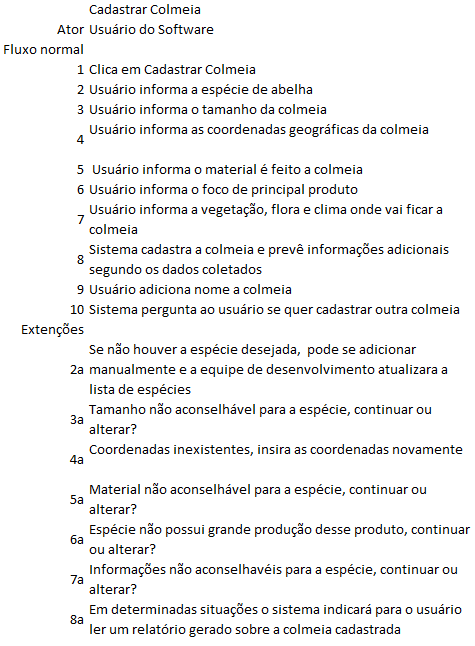 Cadastrar Colmeia
Ator Usuário do Software
Fluxo normal
1 Clica em Cadastrar Colmeia
2 Usuário informa a espécie de abelha
3 Usuário informa o tamanho da colmeia
4 Usuário informa as coordenadas geográficas da colmeia
5 Usuário informa o material é feito a colmeia
6 Usuário informa o foco de principal produto
7 Usuário informa a vegetação, flora e clima onde vai ficar a
colmeia
8 Sistema cadastra a colmeia e prevê informações adicionais
segundo os dados coletados
9 Usuário adiciona nome a colmeia
10 Sistema pergunta ao usuário se quer cadastrar outra colmeia
Extenções
Se não houver a espécie desejada, pode se adicionar
2a manualmente e a equipe de desenvolvimento atualizara a
lista de espécies
3a Tamanho não aconselhável para a espécie, continuar ou
alterar?
4a Coordenadas inexistentes, insira as coordenadas novamente
5a Material não aconselhável para a espécie, continuar ou
alterar?
6a Espécie não possui grande produção desse produto, continuar
ou alterar?
7a Informações não aconselhavéis para a espécie, continuar ou
alterar?
8a Em determinadas situações o sistema indicará para o usuário
ler um relatório gerado sobre a colmeia cadastrada